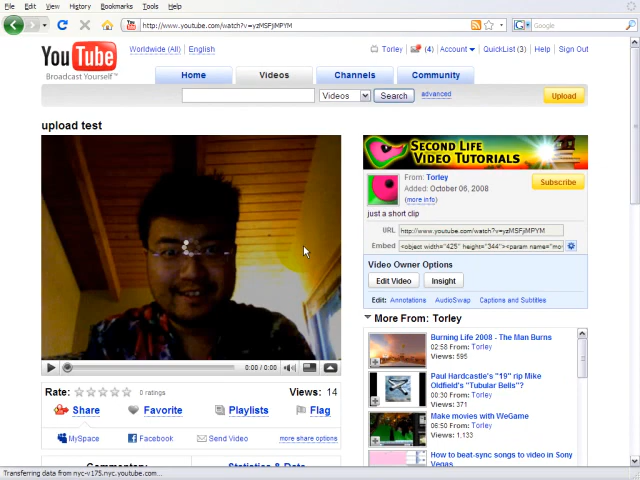 File Edit View History Bookmarks Tools Help
http://www.youtube.com/watch?v=yzMSFjiMPYM
Google
YouTube
Broadcast Yourself™
Worldwide (All) English
Torley (4) Account QuickList (3) Help Sign Out
Home Videos Channels Community
Videos Search advanced Upload
upload test
SECOND LIFE
VIDEO TUTORIALS
From: Torley
Added: October 06, 2008
(more info)
Subscribe
just a short clip
URL http://www.youtube.com/watch?v=yzMSFjiMPYM
Embed <object width="425" height="344"><param name="mov
Video Owner Options
Edit Video Insight
Edit: Annotations AudioSwap Captions and Subtitles
More From: Torley
Burning Life 2008 - The Man Burns
02:58 From: Torley
Views: 595
Paul Hardcastle's "19" rip Mike
Oldfield's "Tubular Bells"?
00:30 From: Torley
Views: 371
Make movies with WeGame
06:50 From: Torley
Views: 1,133
How to beat-sync songs to video in Sony
Vegas
0:00 / 0:00
Rate: 0 ratings Views: 14
Share Favorite Playlists Flag
MySpace Facebook Send Video more share options
Commentary Statistics & Data
Transferring data from nyc-v175.nyc.youtube.com...